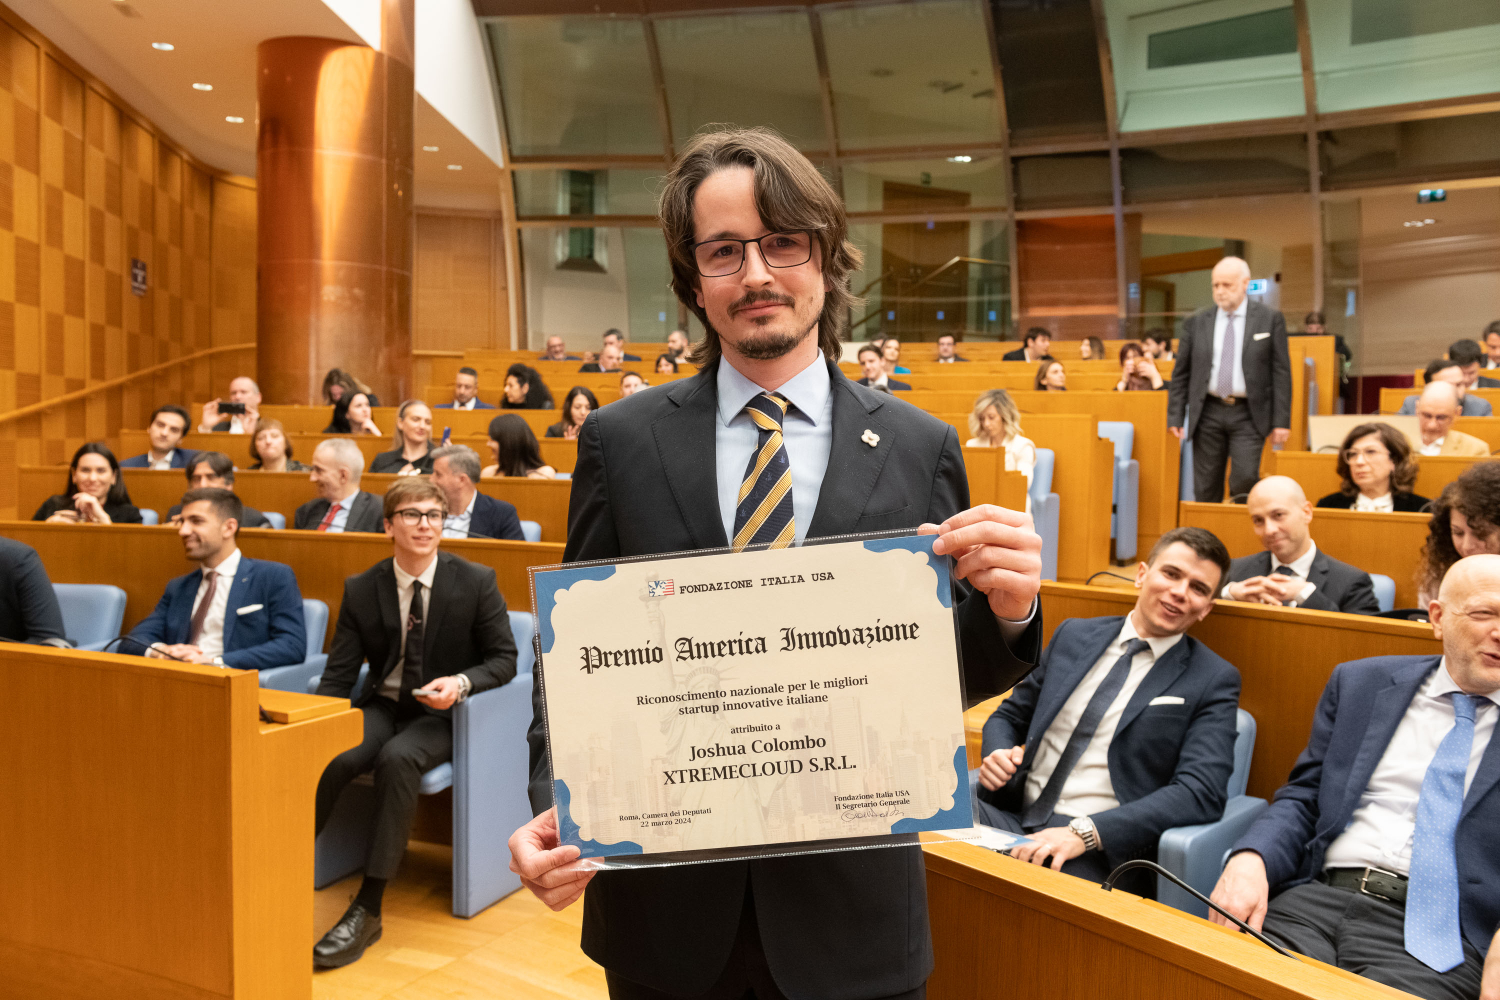 FONDAZIONE ITALIA USA
Premio America Innovazione
Riconoscimento nazionale per le migliori
startup innovative italiane
attribuito a
Joshua Colombo
XTREMECLOUD S.R.L.
Roma, Camera dei Deputati
22 marzo 2024
Fondazione Italia USA
Il Segretario Generale